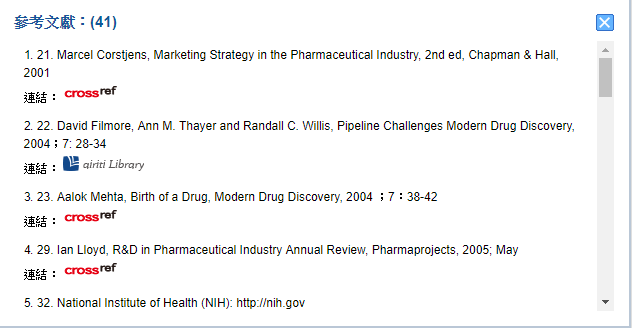 參考文獻：(41)
1. 21. Marcel Corstjens, Marketing Strategy in the Pharmaceutical Industry, 2nd ed, Chapman & Hall,
2001
連結： crossref
2. 22. David Filmore, Ann M. Thayer and Randall C. Willis, Pipeline Challenges Modern Drug Discovery,
2004；7: 28-34
連結： airiti Library
3. 23. Aalok Mehta, Birth of a Drug, Modern Drug Discovery, 2004 ；7：38-42
連結： crossref
4. 29. Ian Lloyd, R&D in Pharmaceutical Industry Annual Review, Pharmaprojects, 2005; May
連結： crossref
5. 32. National Institute of Health (NIH): http://nih.gov